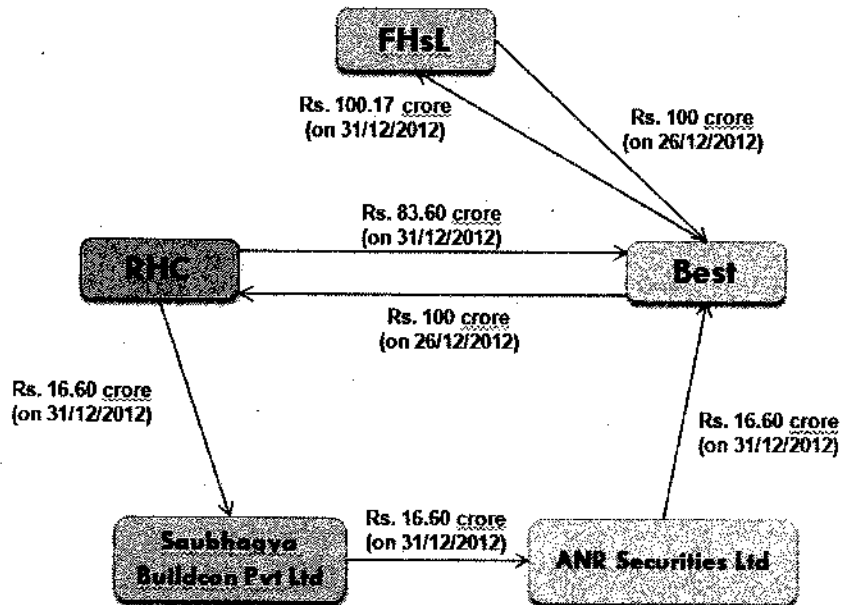 FHsL
Rs. 100.17 crore
(on 31/12/2012)
Rs. 100 crore
(on 26/12/2012)
Rs. 83.60 crore
(on 31/12/2012)
RHC
Best
Rs. 100 crore
(on 26/12/2012)
Rs. 16.60 crore
(on 31/12/2012)
Rs. 16.60 crore
(on 31/12/2012)
Rs. 16.60 crore
(on 31/12/2012)
Saubhagya
Buildcon Pvt Ltd
ANR Securities Ltd